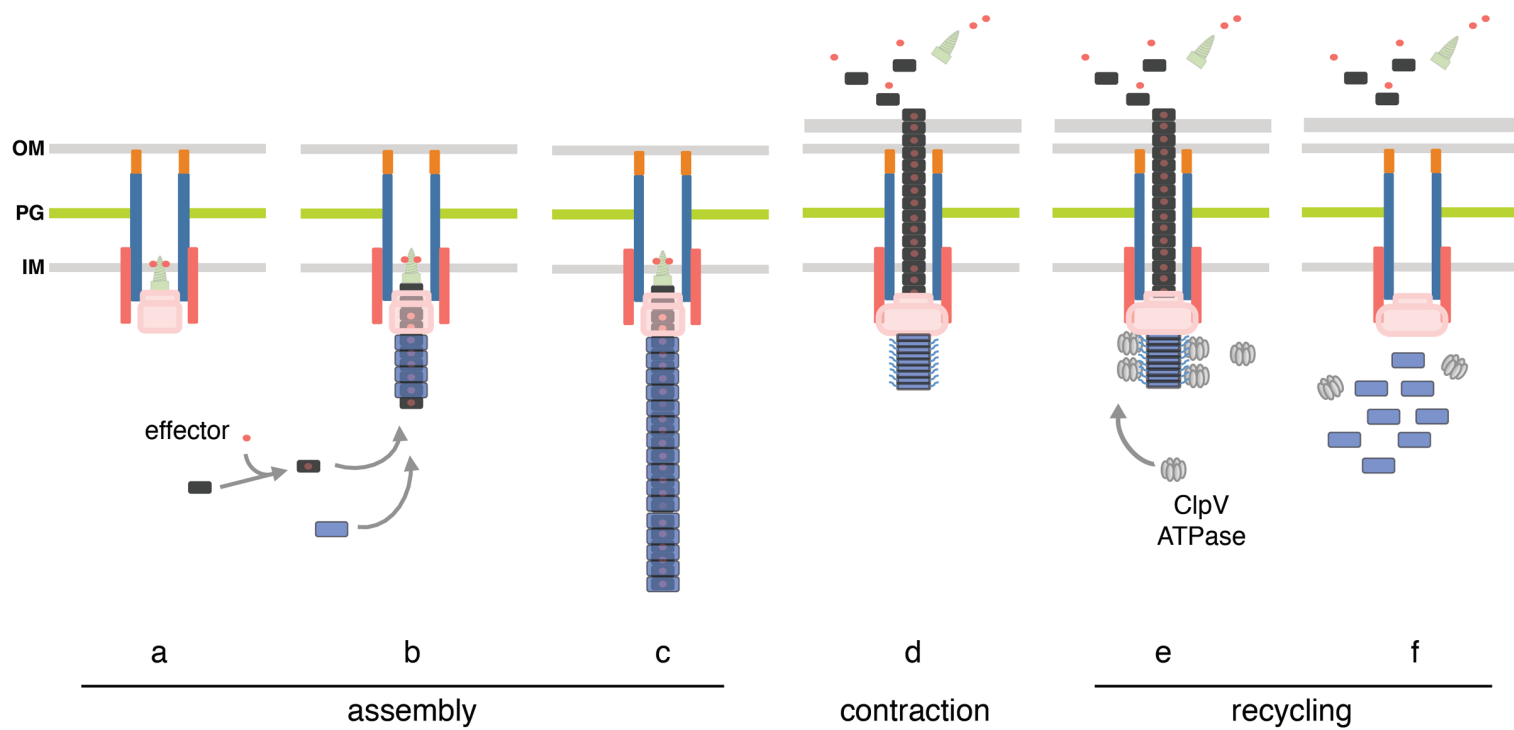 OM
PG
IM
effector
ClpV
ATPase
a b c d e f
assembly contraction recycling